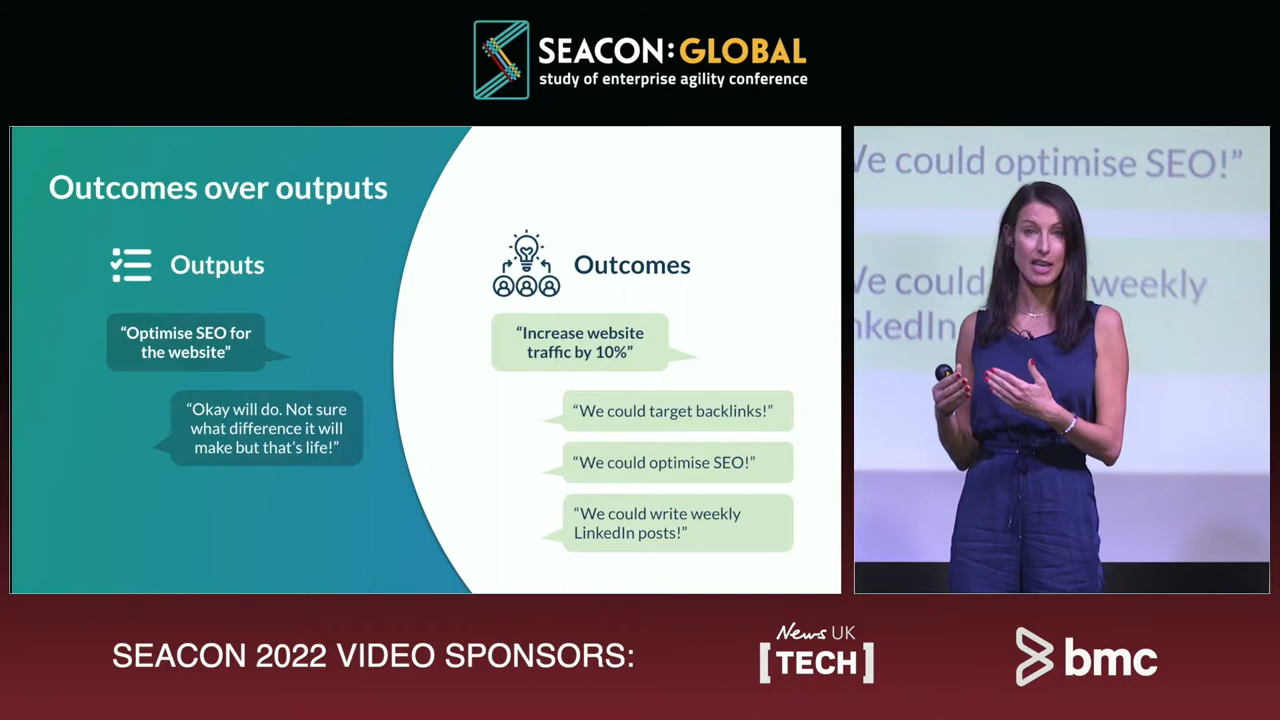 SEACON:GLOBAL
study of enterprise agility conference
Outcomes over outputs
Outputs
“Optimise SEO for
the website”
“Okay will do. Not sure
what difference it will
make but that’s life!”
Outcomes
“Increase website
traffic by 10%”
“We could target backlinks!”
“We could optimise SEO!”
“We could write weekly
LinkedIn posts!”
We could optimise SEO!”
We could weekly
nkedIn
SEACON 2022 VIDEO SPONSORS:
News UK
[TECH]
bmc